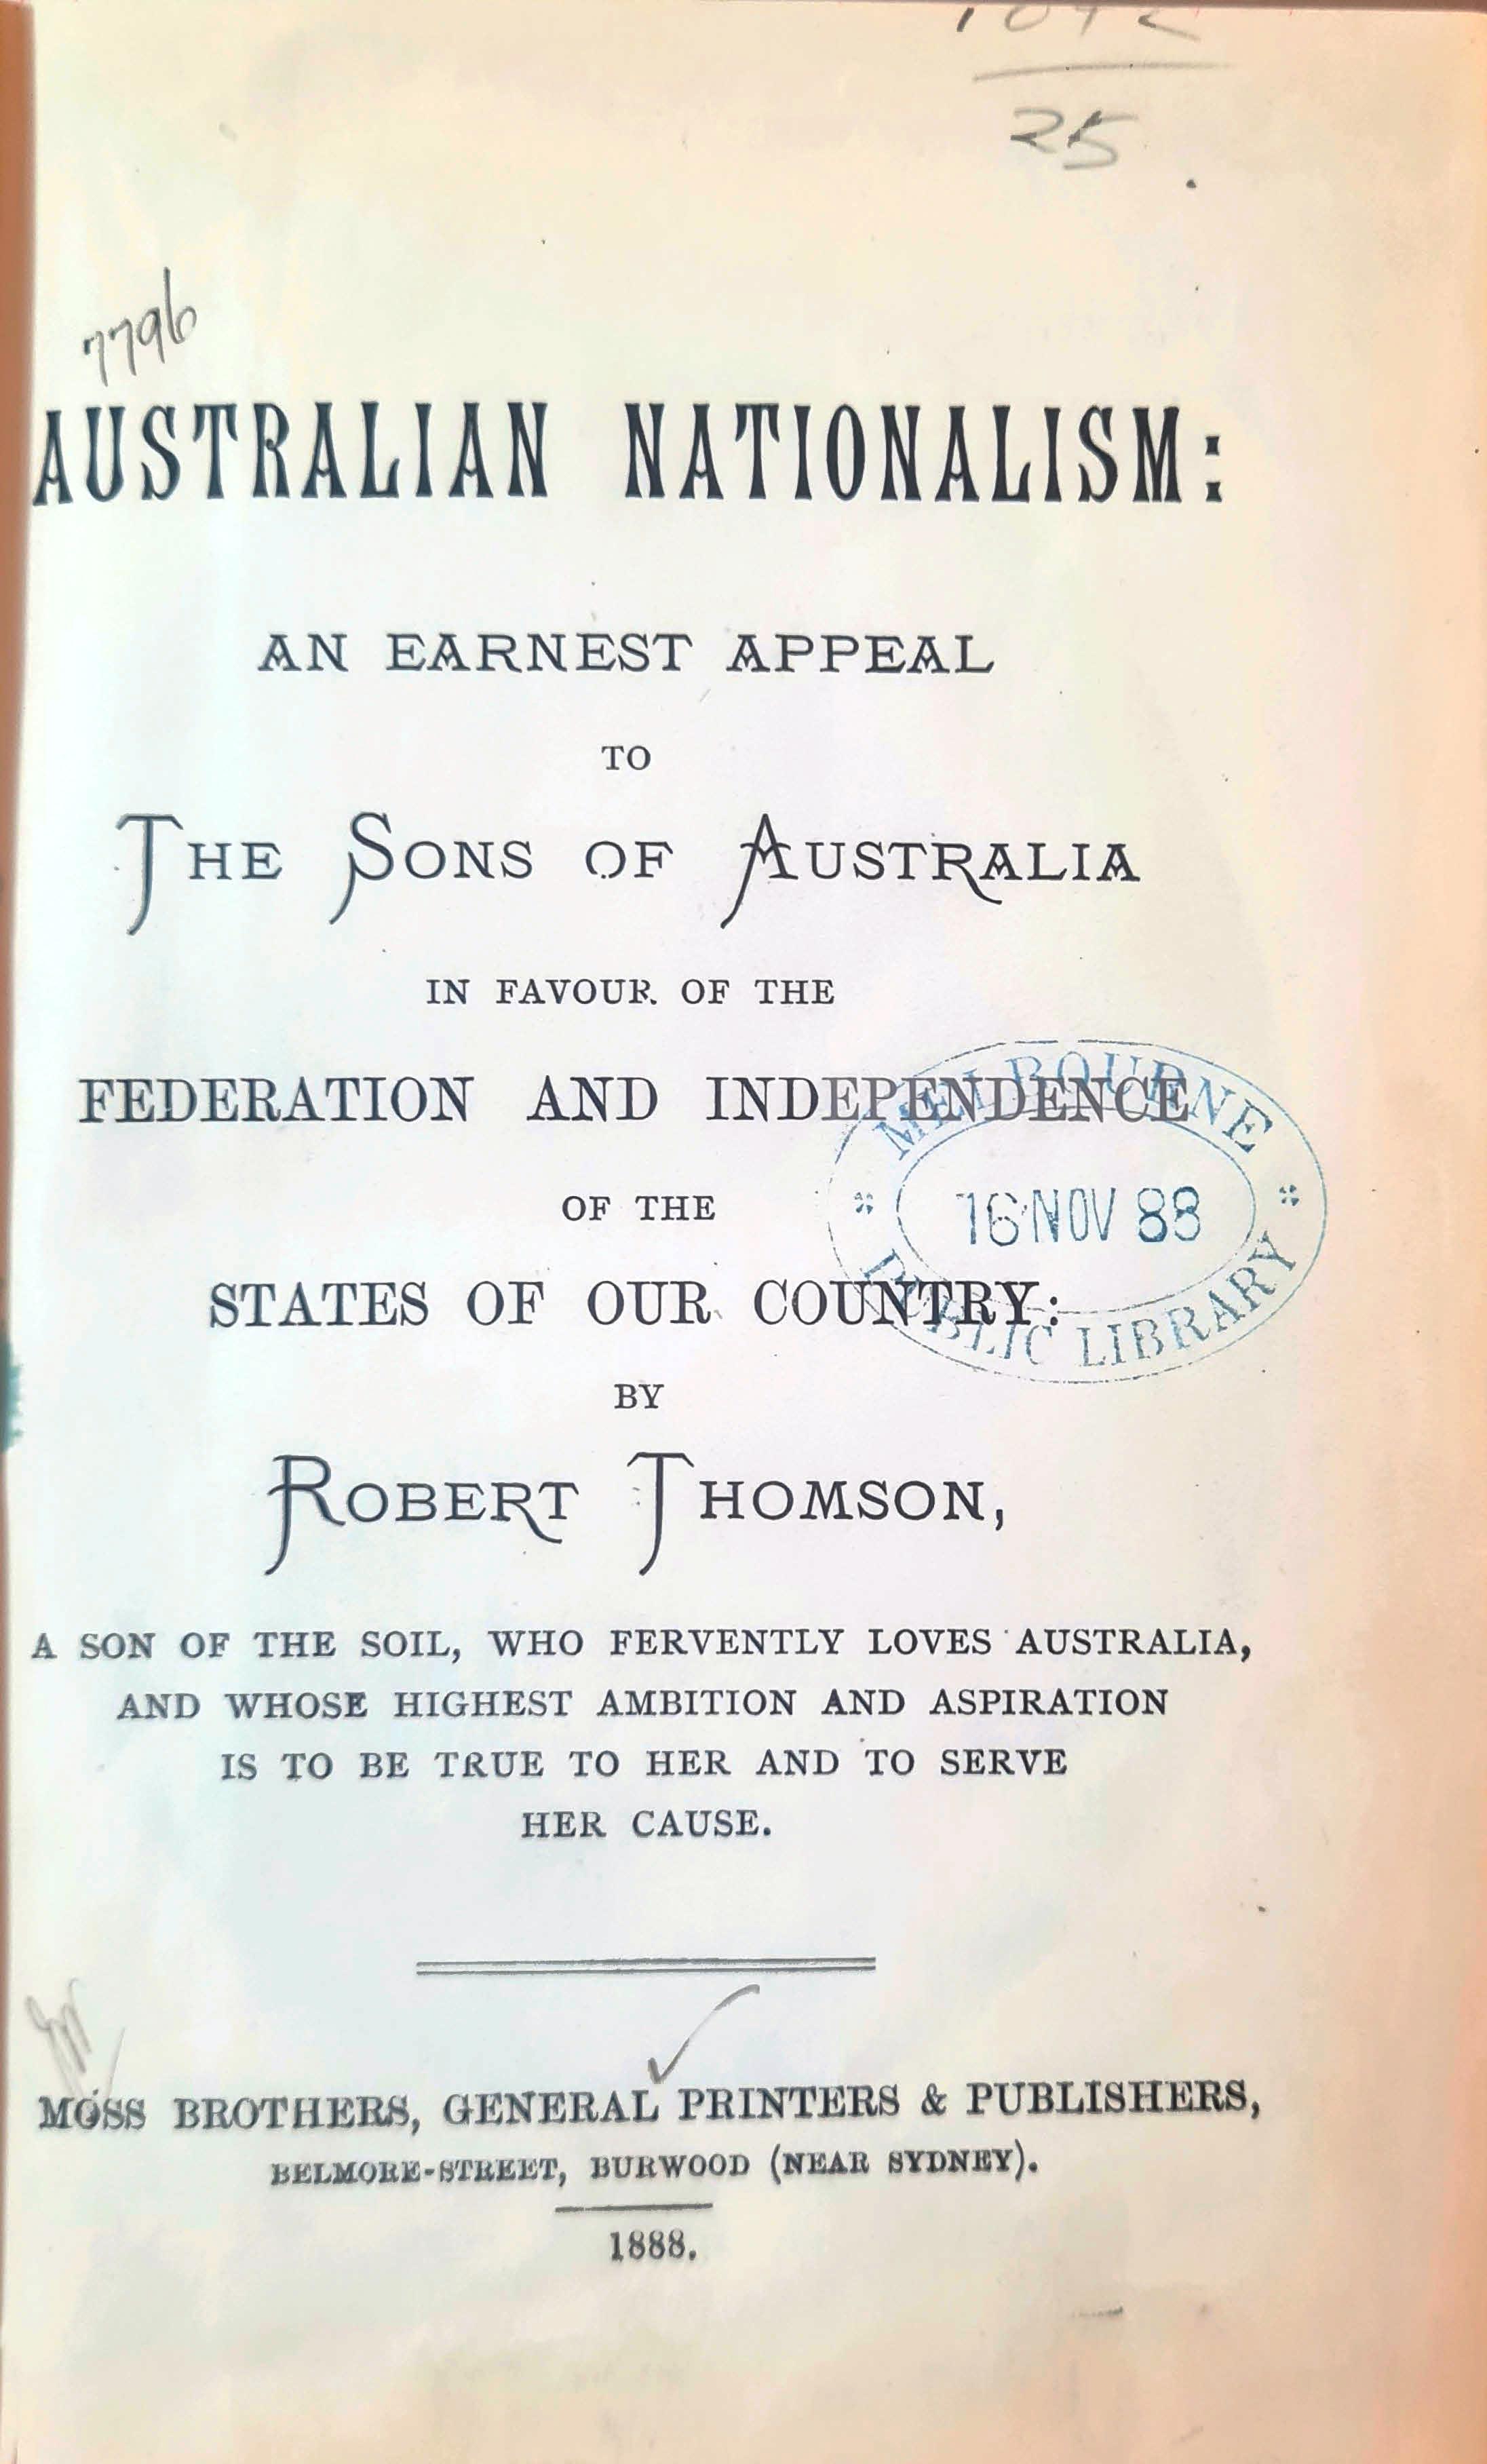 25
7796
AUSTRALIAN NATIONALISM:
AN EARNEST APPEAL
TO
THE SONS OF AUSTRALIA
IN FAVOUR OF THE
FEDERATION AND INDEPENDENCE
OF THE
STATES OF OUR COUNTRY:
MELBOURNE
16 NOV 88
PUBLIC LIBRARY
BY
ROBERT THOMSON,
A SON OF THE SOIL, WHO FERVENTLY LOVES AUSTRALIA,
AND WHOSE HIGHEST AMBITION AND ASPIRATION
IS TO BE TRUE TO HER AND TO SERVE
HER CAUSE.
MOSS BROTHERS, GENERAL PRINTERS & PUBLISHERS,
BELMORE-STREET, BURWOOD (NEAR SYDNEY).
1888.